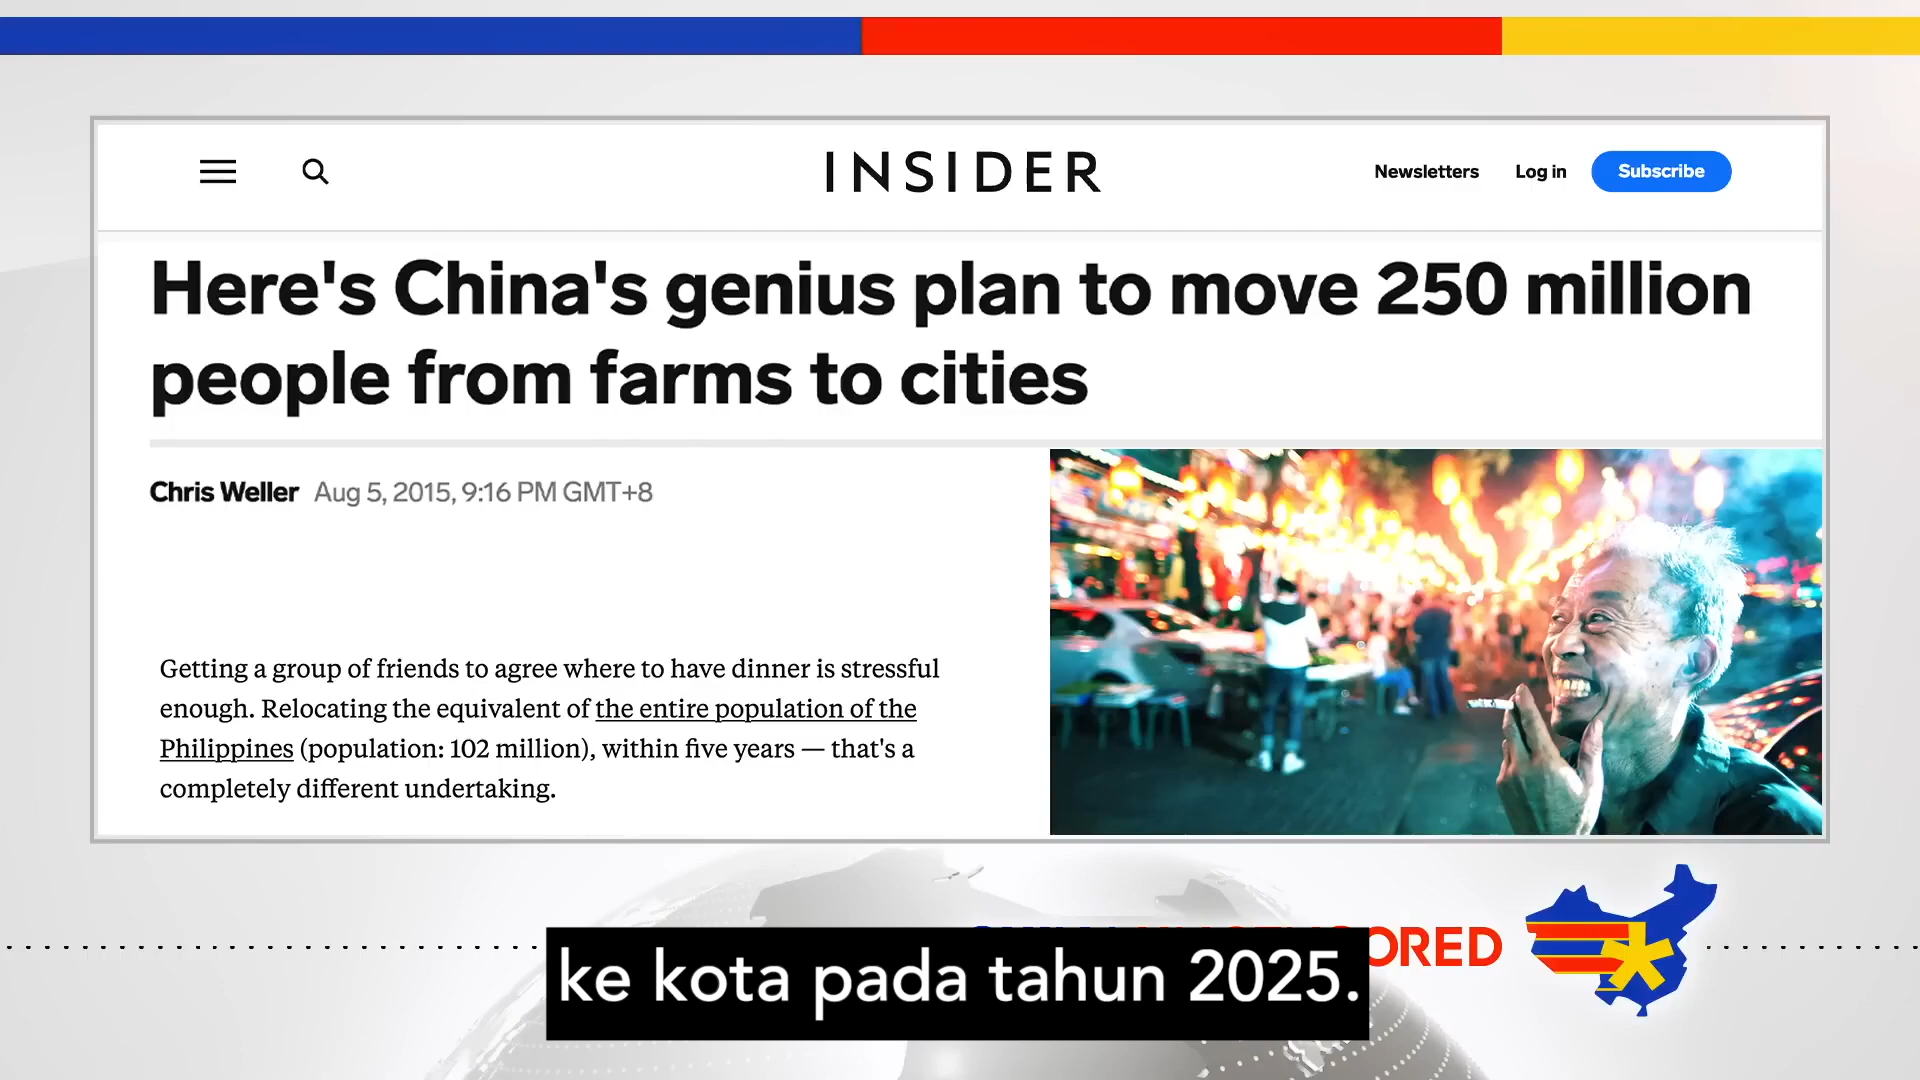 INSIDER
Newsletters
Log in
Subscribe
Here's China's genius plan to move 250 million
people from farms to cities
Chris Weller Aug 5, 2015, 9:16 PM GMT+8
Getting a group of friends to agree where to have dinner is stressful
enough. Relocating the equivalent of the entire population of the
Philippines (population: 102 million), within five years — that's a
completely different undertaking.
ORED
ke kota pada tahun 2025.